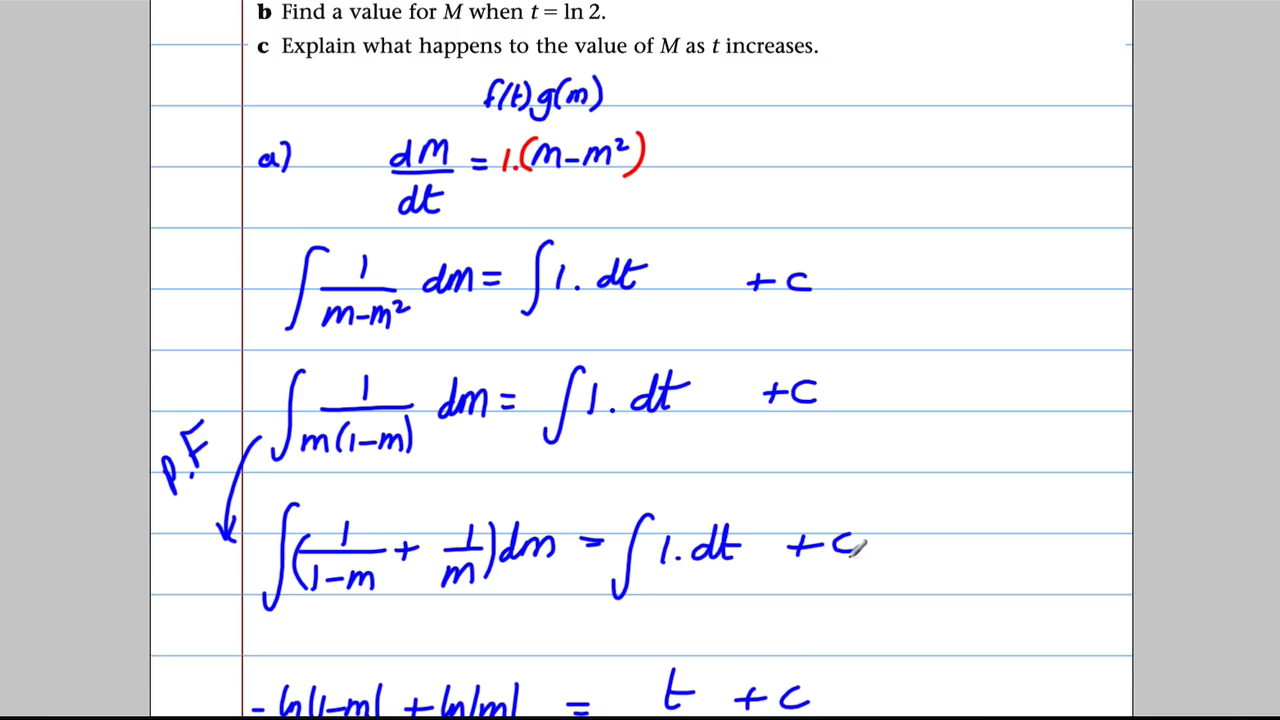 b Find a value for M when t = ln 2.
c Explain what happens to the value of M as t increases.
f(t) g(m)
a) dM/dt = 1.(m-m²)
∫ 1/(m-m²) dm = ∫ 1. dt + c
∫ 1/(m(1-m)) dm = ∫ 1. dt + c
P.F
∫ (1/(1-m) + 1/m) dm = ∫ 1. dt + c
- ln|1-m| + ln|m| = t + c